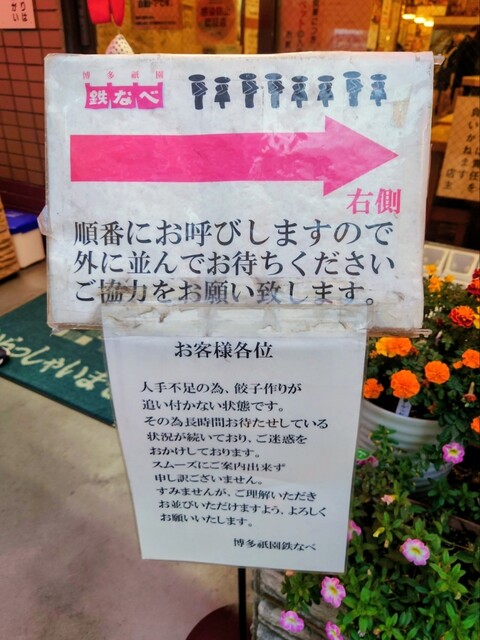 博多祇園
鉄なべ
右側
順番にお呼びしますので
外に並んでお待ちください
ご協力をお願い致します。
お客様各位
人手不足の為、餃子作りが
追い付かない状態です。
その為長時間お待たせしている
状況が続いており、ご迷惑を
おかけしております。
スムーズにご案内出来ず
申し訳ございません。
すみませんが、ご理解いただき
お並びいただけますよう、よろしく
お願いいたします。
博多祇園鉄なべ
らっしゃいま
店主